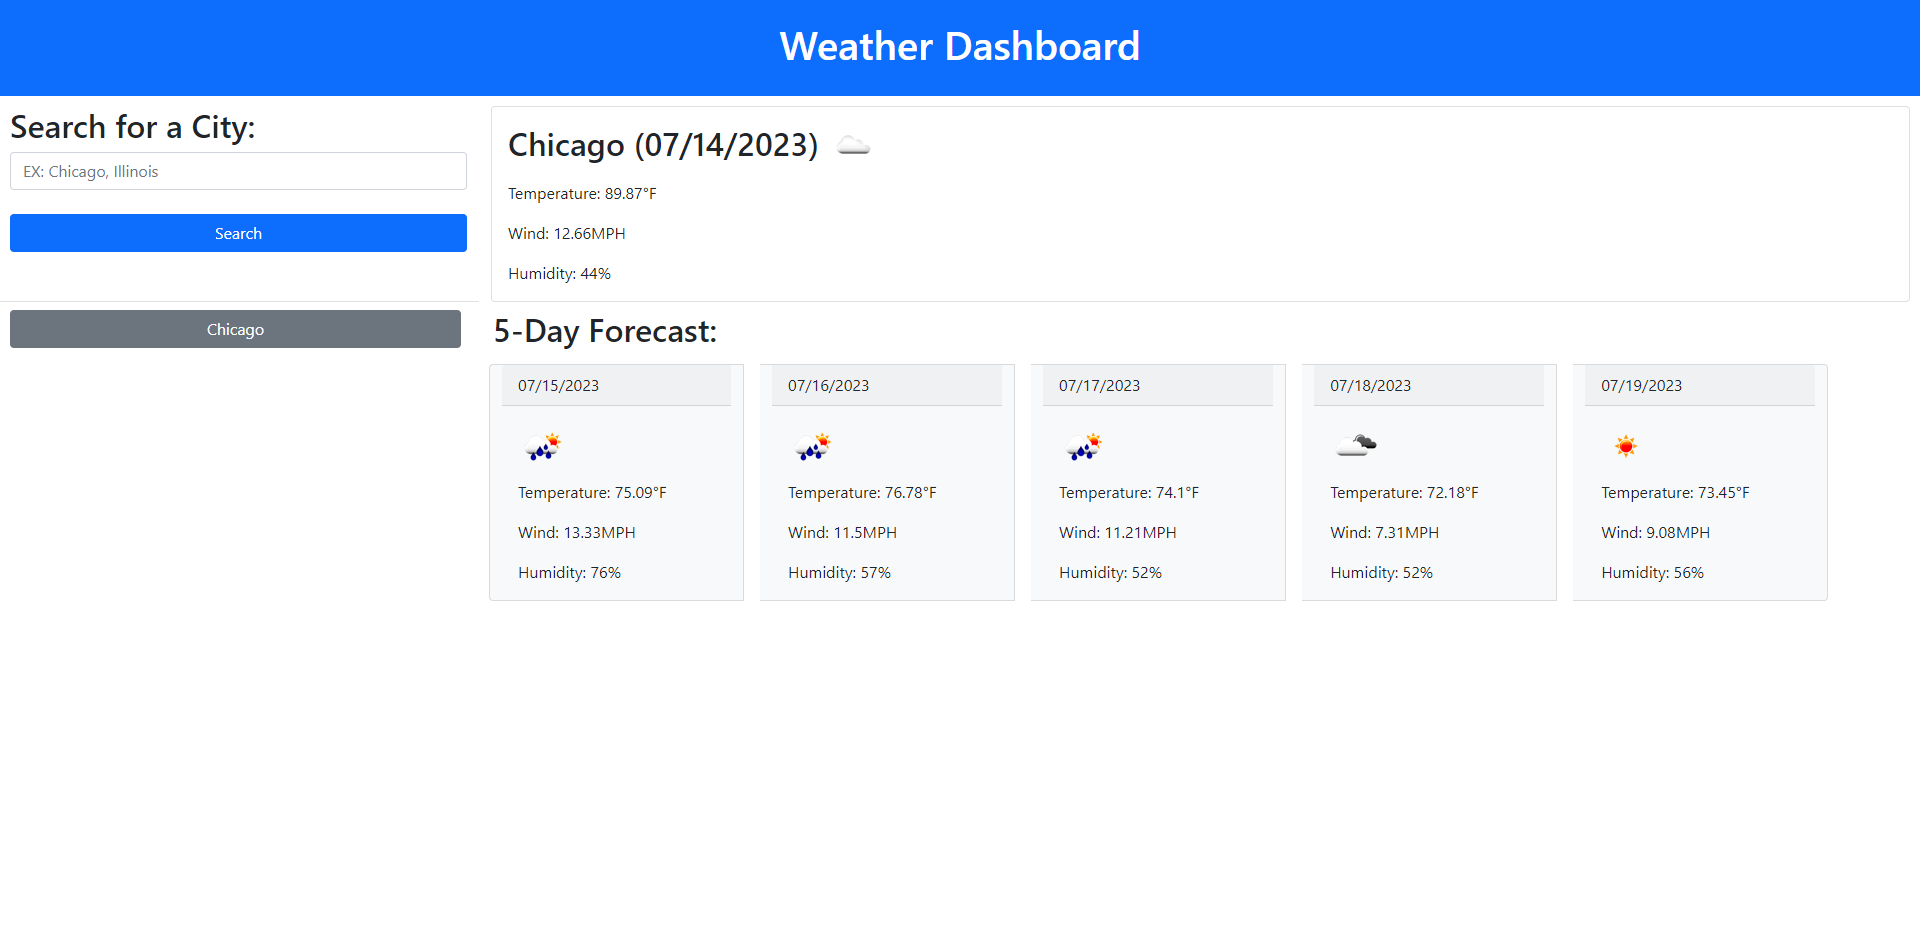 Weather Dashboard
Search for a City:
EX: Chicago, Illinois
Search
Chicago
Chicago (07/14/2023)
Temperature: 89.87°F
Wind: 12.66MPH
Humidity: 44%
5-Day Forecast:
07/15/2023
Temperature: 75.09°F
Wind: 13.33MPH
Humidity: 76%
07/16/2023
Temperature: 76.78°F
Wind: 11.5MPH
Humidity: 57%
07/17/2023
Temperature: 74.1°F
Wind: 11.21MPH
Humidity: 52%
07/18/2023
Temperature: 72.18°F
Wind: 7.31MPH
Humidity: 52%
07/19/2023
Temperature: 73.45°F
Wind: 9.08MPH
Humidity: 56%